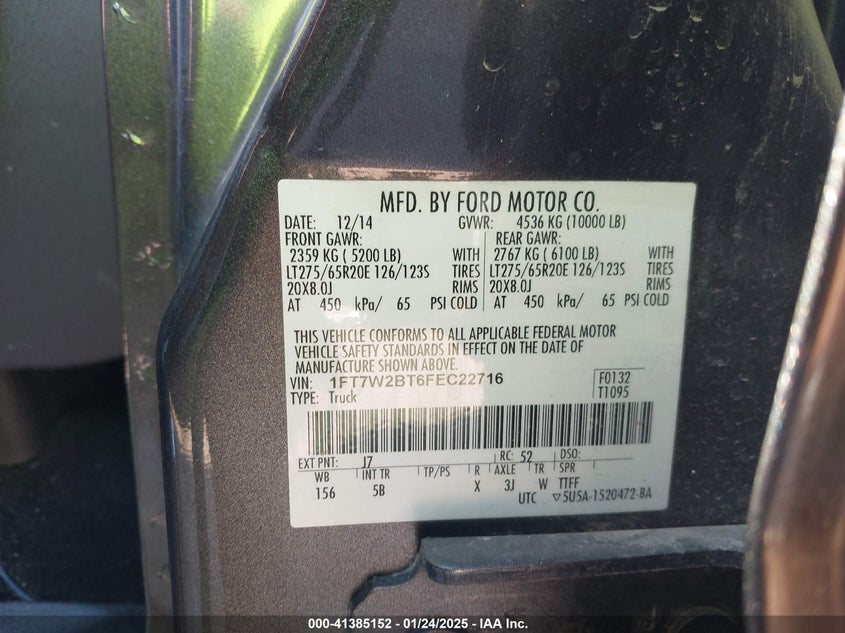 MFD. BY FORD MOTOR CO.
DATE: 12/14 GVWR: 4536 KG (10000 LB)
FRONT GAWR: REAR GAWR:
2359 KG ( 5200 LB) WITH 2767 KG ( 6100 LB) WITH
LT275/65R20E 126/123S TIRES LT275/65R20E 126/123S TIRES
20X8.0J RIMS 20X8.0J RIMS
AT 450 kPa/ 65 PSI COLD AT 450 kPa/ 65 PSI COLD
THIS VEHICLE CONFORMS TO ALL APPLICABLE FEDERAL MOTOR
VEHICLE SAFETY STANDARDS IN EFFECT ON THE DATE OF
MANUFACTURE SHOWN ABOVE.
VIN: 1FT7W2BT6FEC22716 F0132
TYPE: Truck T1095
EXT PNT: J7 RC: 52 DSO:
WB INT TR TP/PS R AXLE TR SPR
156 5B X 3J W TTFF
UTC ▽5U5A-1520472-BA
000-41385152 - 01/24/2025 - IAA Inc.